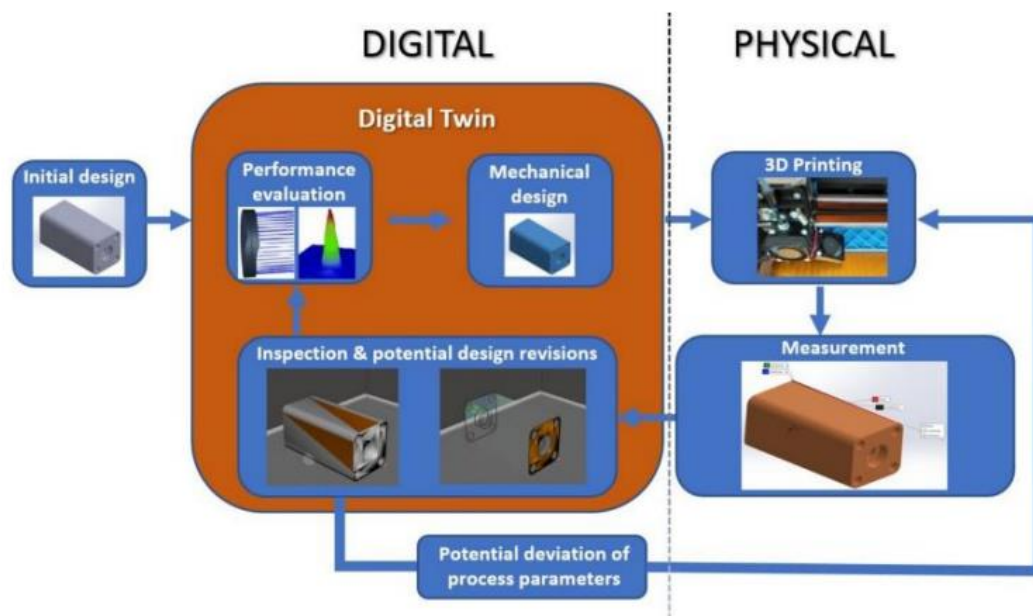 DIGITAL
PHYSICAL
Digital Twin
Initial design
Performance
evaluation
Mechanical
design
3D Printing
Inspection & potential design revisions
Measurement
Potential deviation of
process parameters